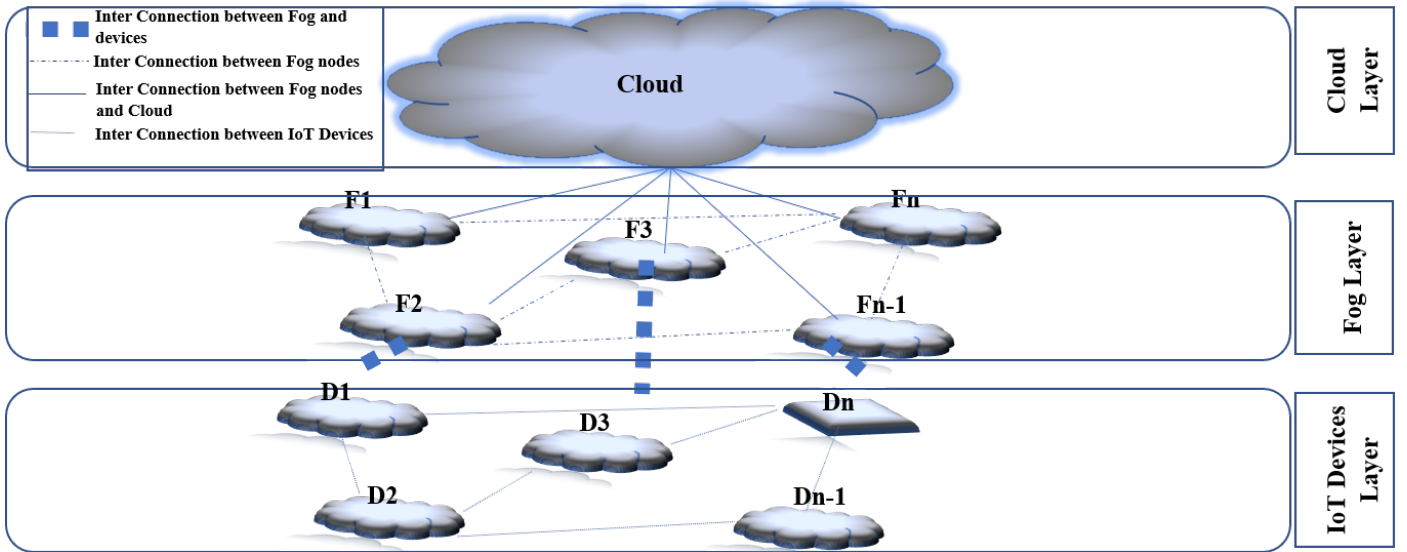 Inter Connection between Fog and
devices
Inter Connection between Fog nodes
Inter Connection between Fog nodes
and Cloud
Inter Connection between IoT Devices
Cloud
Cloud
Layer
F1
Fn
F3
F2
Fn-1
Fog Layer
D1
Dn
D3
D2
Dn-1
IoT Devices
Layer